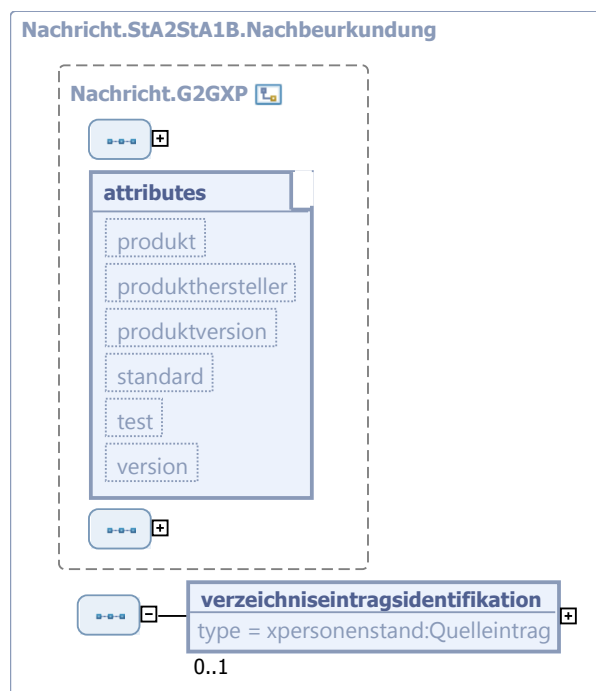 Nachricht.StA2StA1B.Nachbeurkundung
Nachricht.G2GXP
attributes
produkt
produkthersteller
produktversion
standard
test
version
verzeichniseintragsidentifikation
type = xpersonenstand:Quelleintrag
0..1